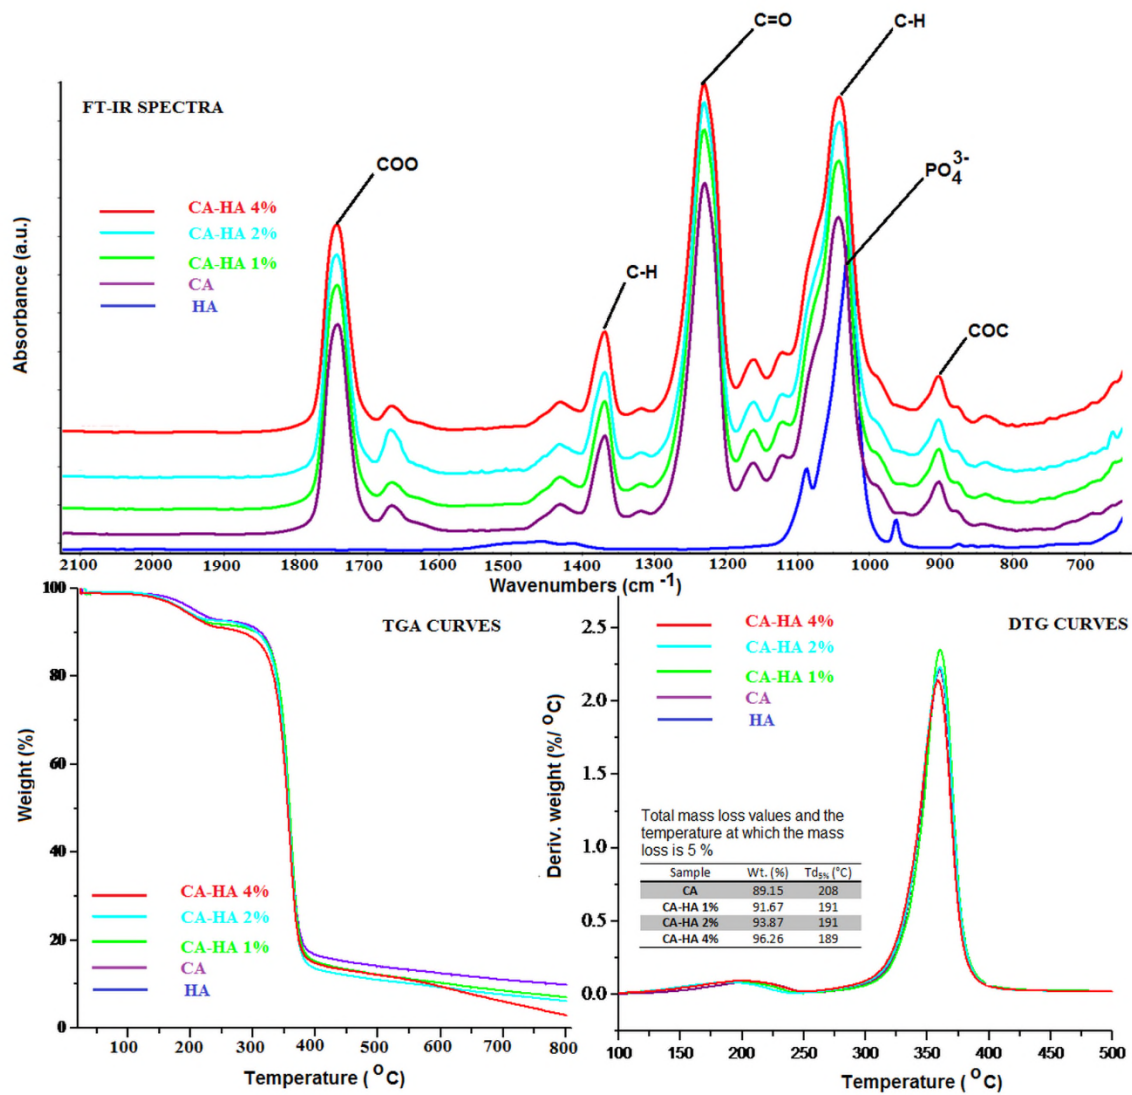 C=O
C-H
FT-IR SPECTRA
COO
PO4 3-
CA-HA 4%
CA-HA 2%
CA-HA 1%
CA
HA
C-H
COC
Absorbance (a.u.)
2100 2000 1900 1800 1700 1600 1500 1400 1300 1200 1100 1000 900 800 700
Wavenumbers (cm -1)
100
80
60
40
20
0
TGA CURVES
Weight (%)
CA-HA 4%
CA-HA 2%
CA-HA 1%
CA
HA
100 200 300 400 500 600 700 800
Temperature ( oC)
2.5
2.0
1.5
1.0
0.5
0.0
CA-HA 4%
CA-HA 2%
CA-HA 1%
CA
HA
DTG CURVES
Deriv. weight (%/ oC)
Total mass loss values and the
temperature at which the mass
loss is 5 %
Sample Wt. (%) Td5% (°C)
CA 89.15 208
CA-HA 1% 91.67 191
CA-HA 2% 93.87 191
CA-HA 4% 96.26 189
100 150 200 250 300 350 400 450 500
Temperature ( oC)